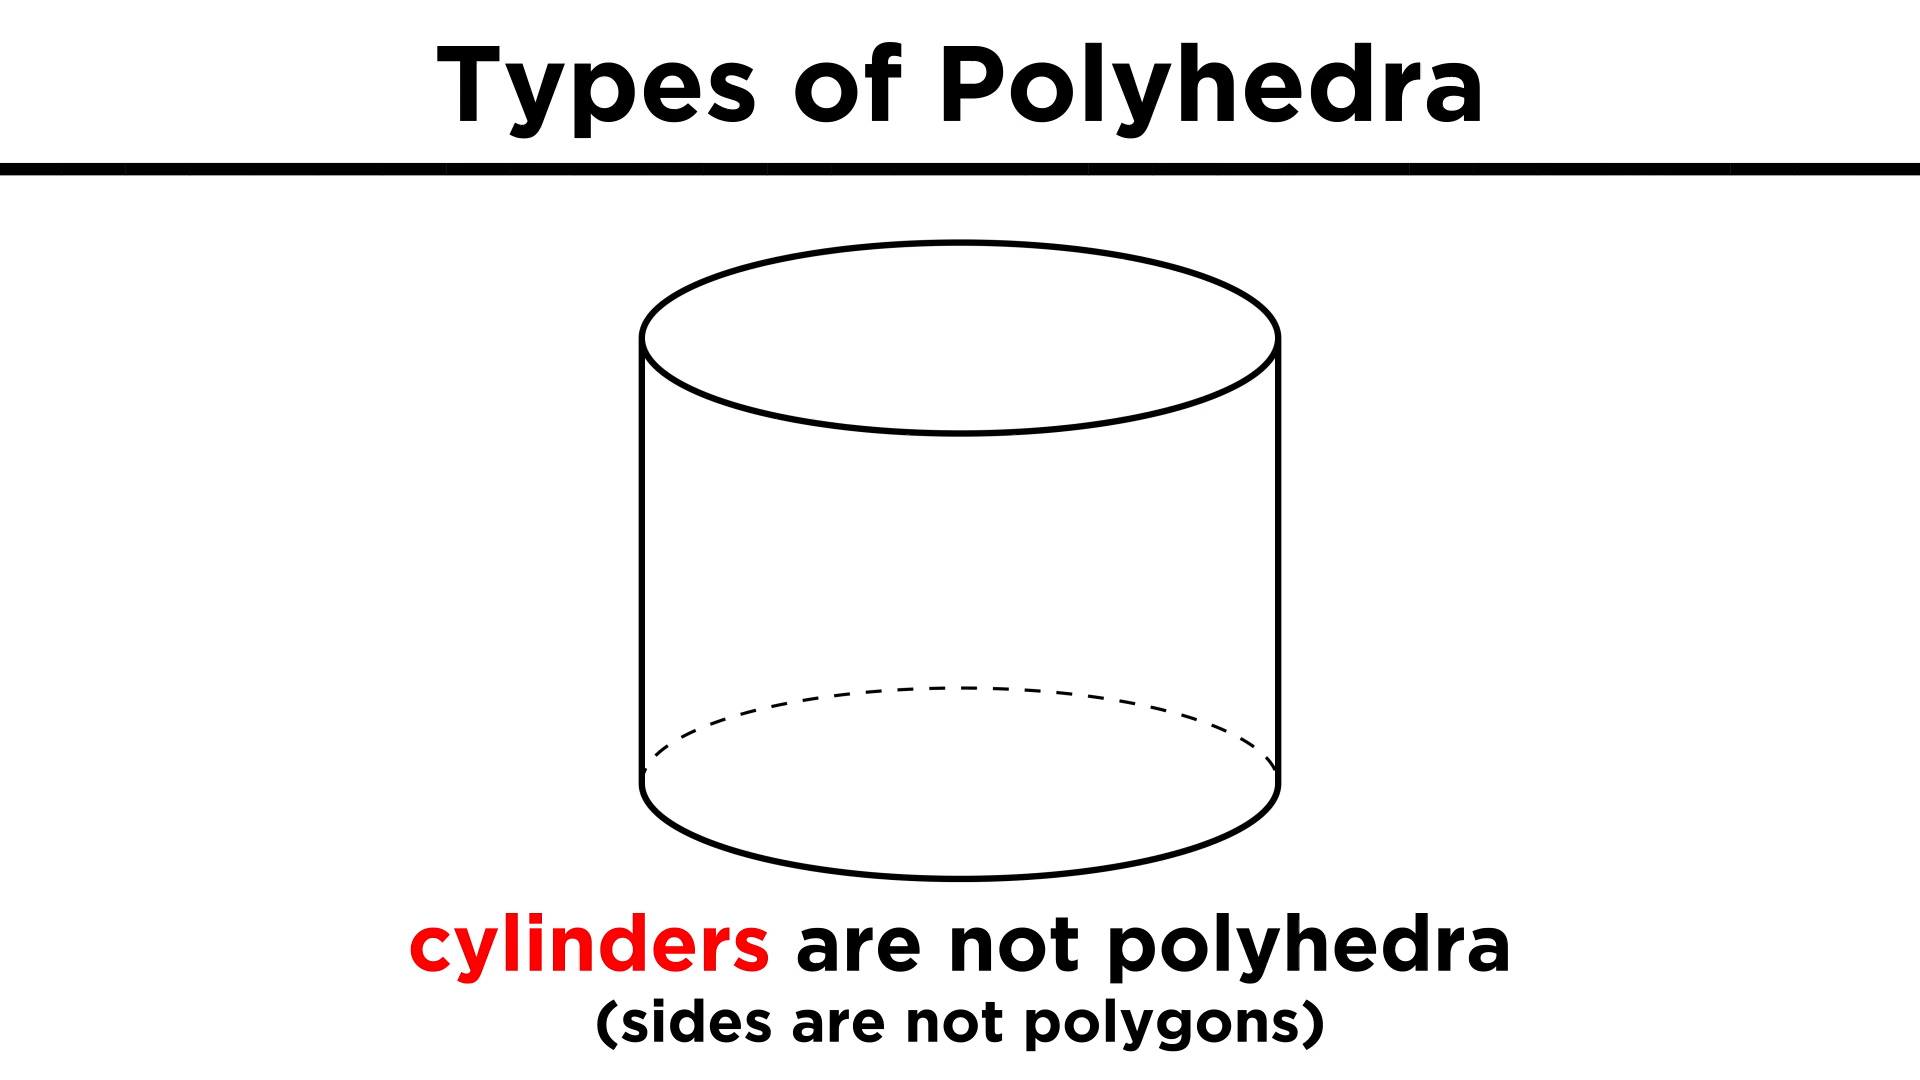 Types of Polyhedra
cylinders are not polyhedra
(sides are not polygons)